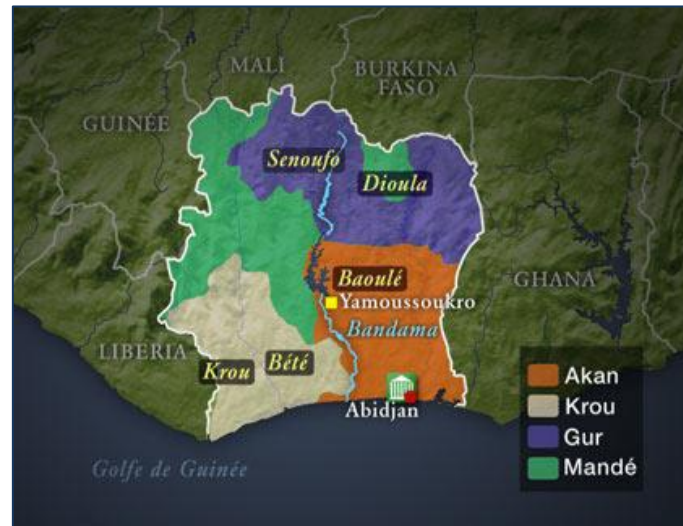 MALI
BURKINA
FASO
GUINÉE
Senoufo
Dioula
Baoulé
GHANA
Yamoussoukro
Bandama
LIBERIA
Krou
Bété
Abidjan
Golfe de Guinée
Akan
Krou
Gur
Mandé